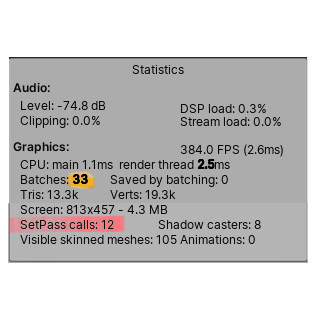 Statistics
Audio:
Level: -74.8 dB DSP load: 0.3%
Clipping: 0.0% Stream load: 0.0%
Graphics: 384.0 FPS (2.6ms)
CPU: main 1.1ms render thread 2.5ms
Batches: 33 Saved by batching: 0
Tris: 13.3k Verts: 19.3k
Screen: 813x457 - 4.3 MB
SetPass calls: 12 Shadow casters: 8
Visible skinned meshes: 105 Animations: 0